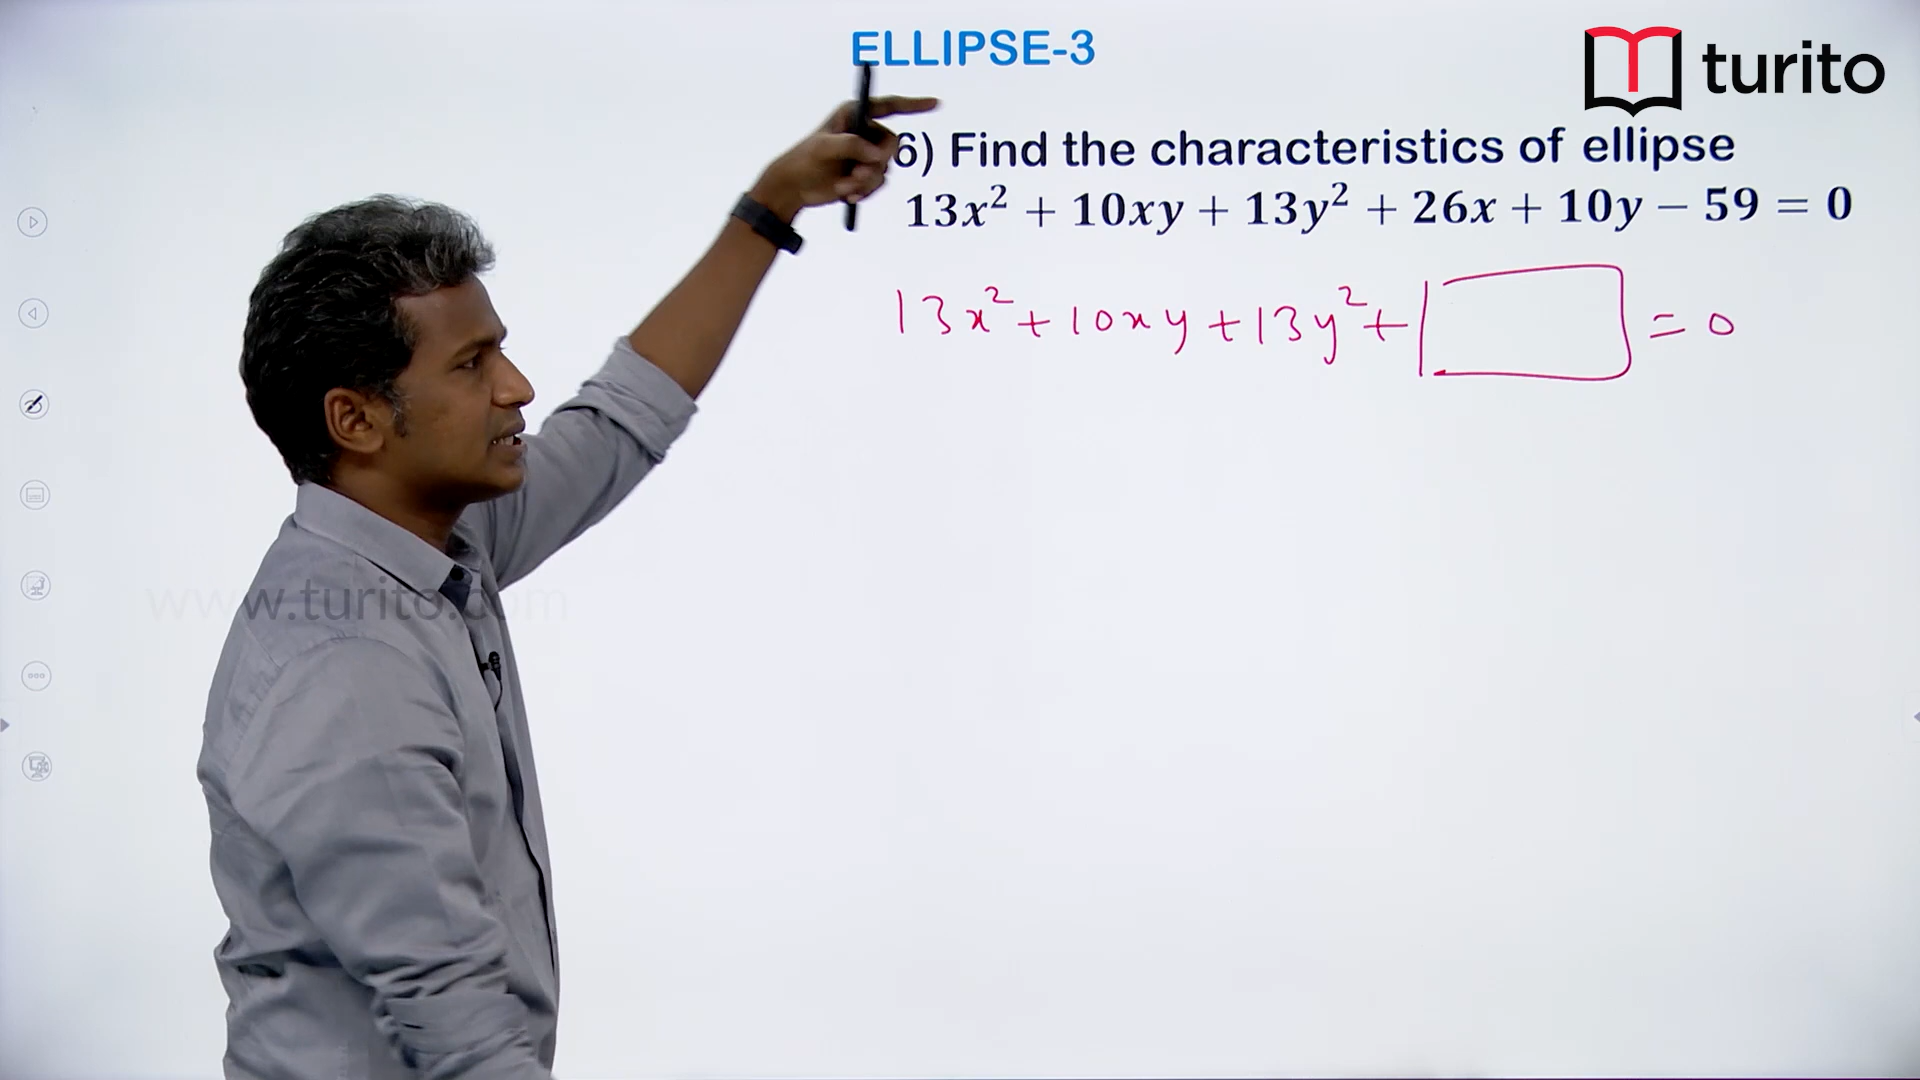 ELLIPSE-3
turito
6) Find the characteristics of ellipse
13x² + 10xy + 13y² + 26x + 10y − 59 = 0
13x² + 10xy + 13y² + = 0
www.turito.com